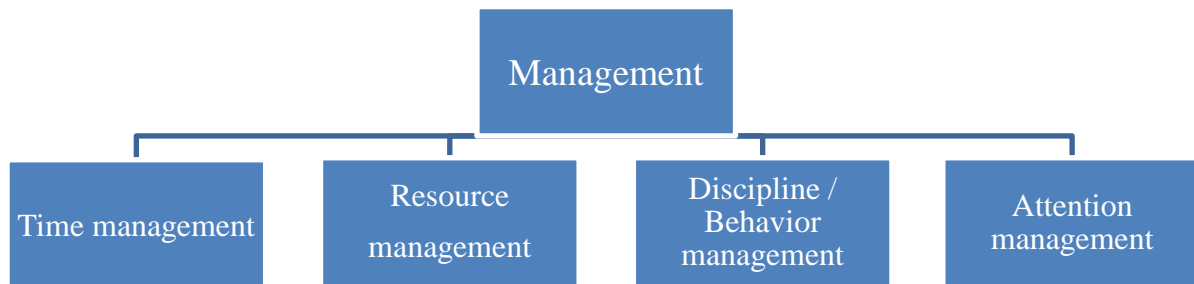 Management
Time management
Resource
management
Discipline /
Behavior
management
Attention
management